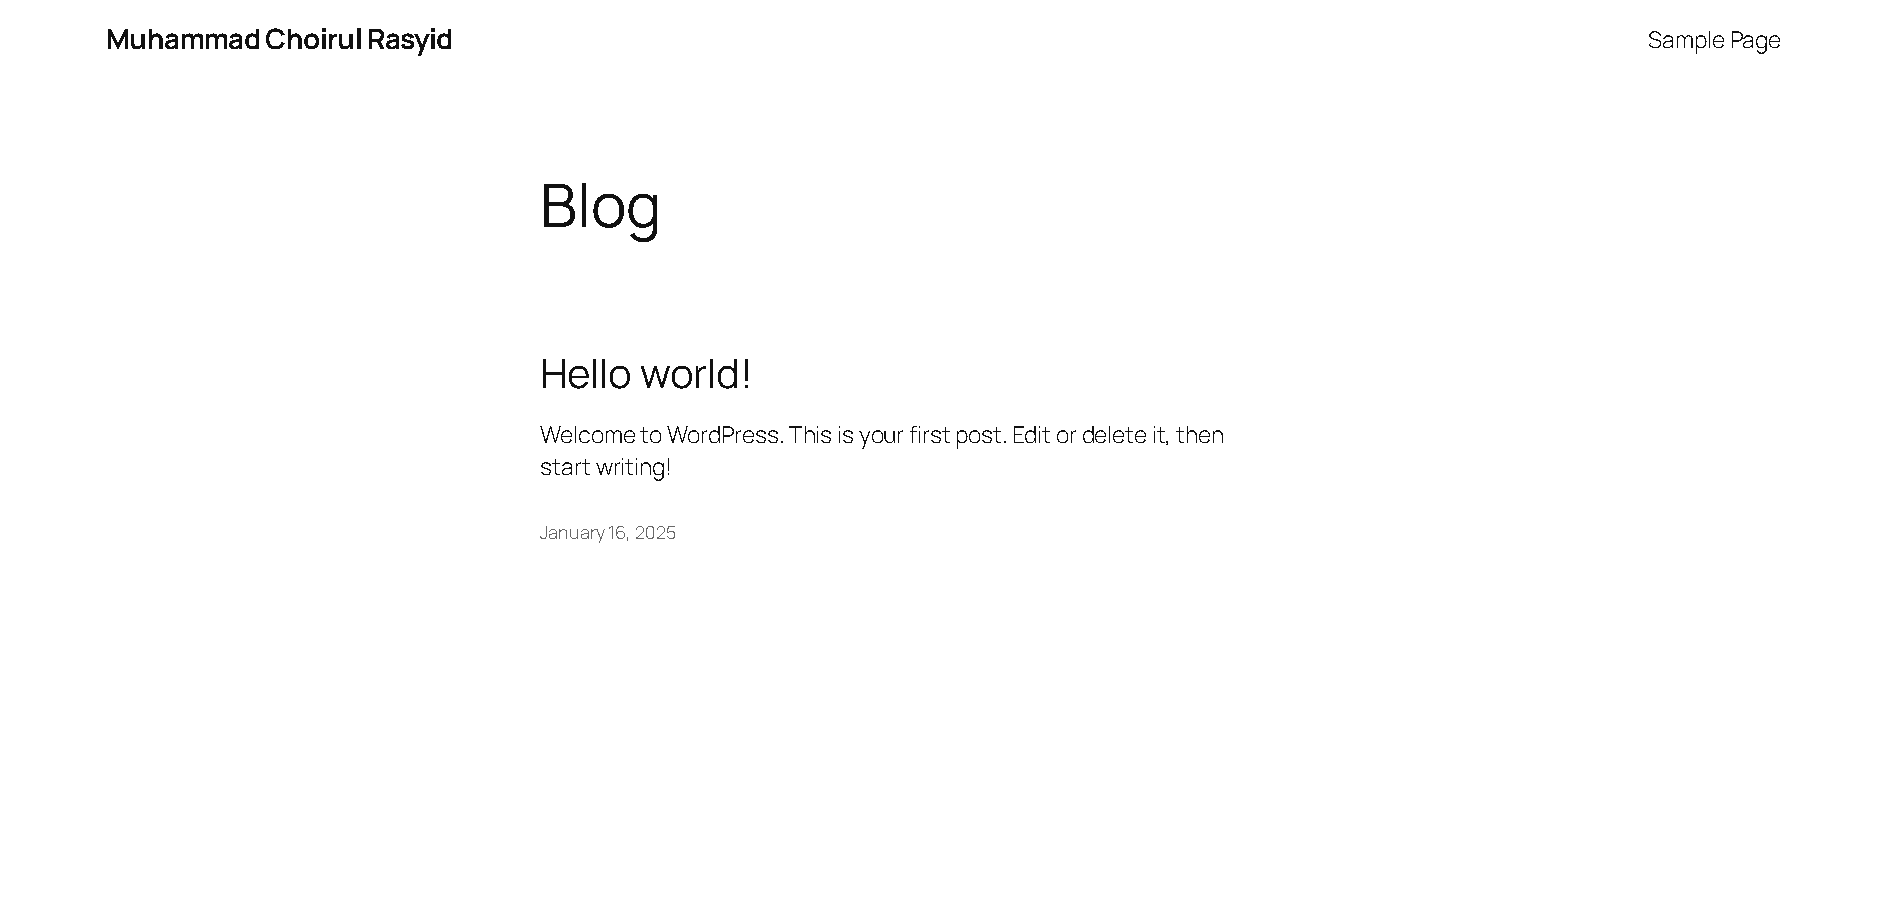 Muhammad Choirul Rasyid
Sample Page
Blog
Hello world!
Welcome to WordPress. This is your first post. Edit or delete it, then
start writing!
January 16, 2025